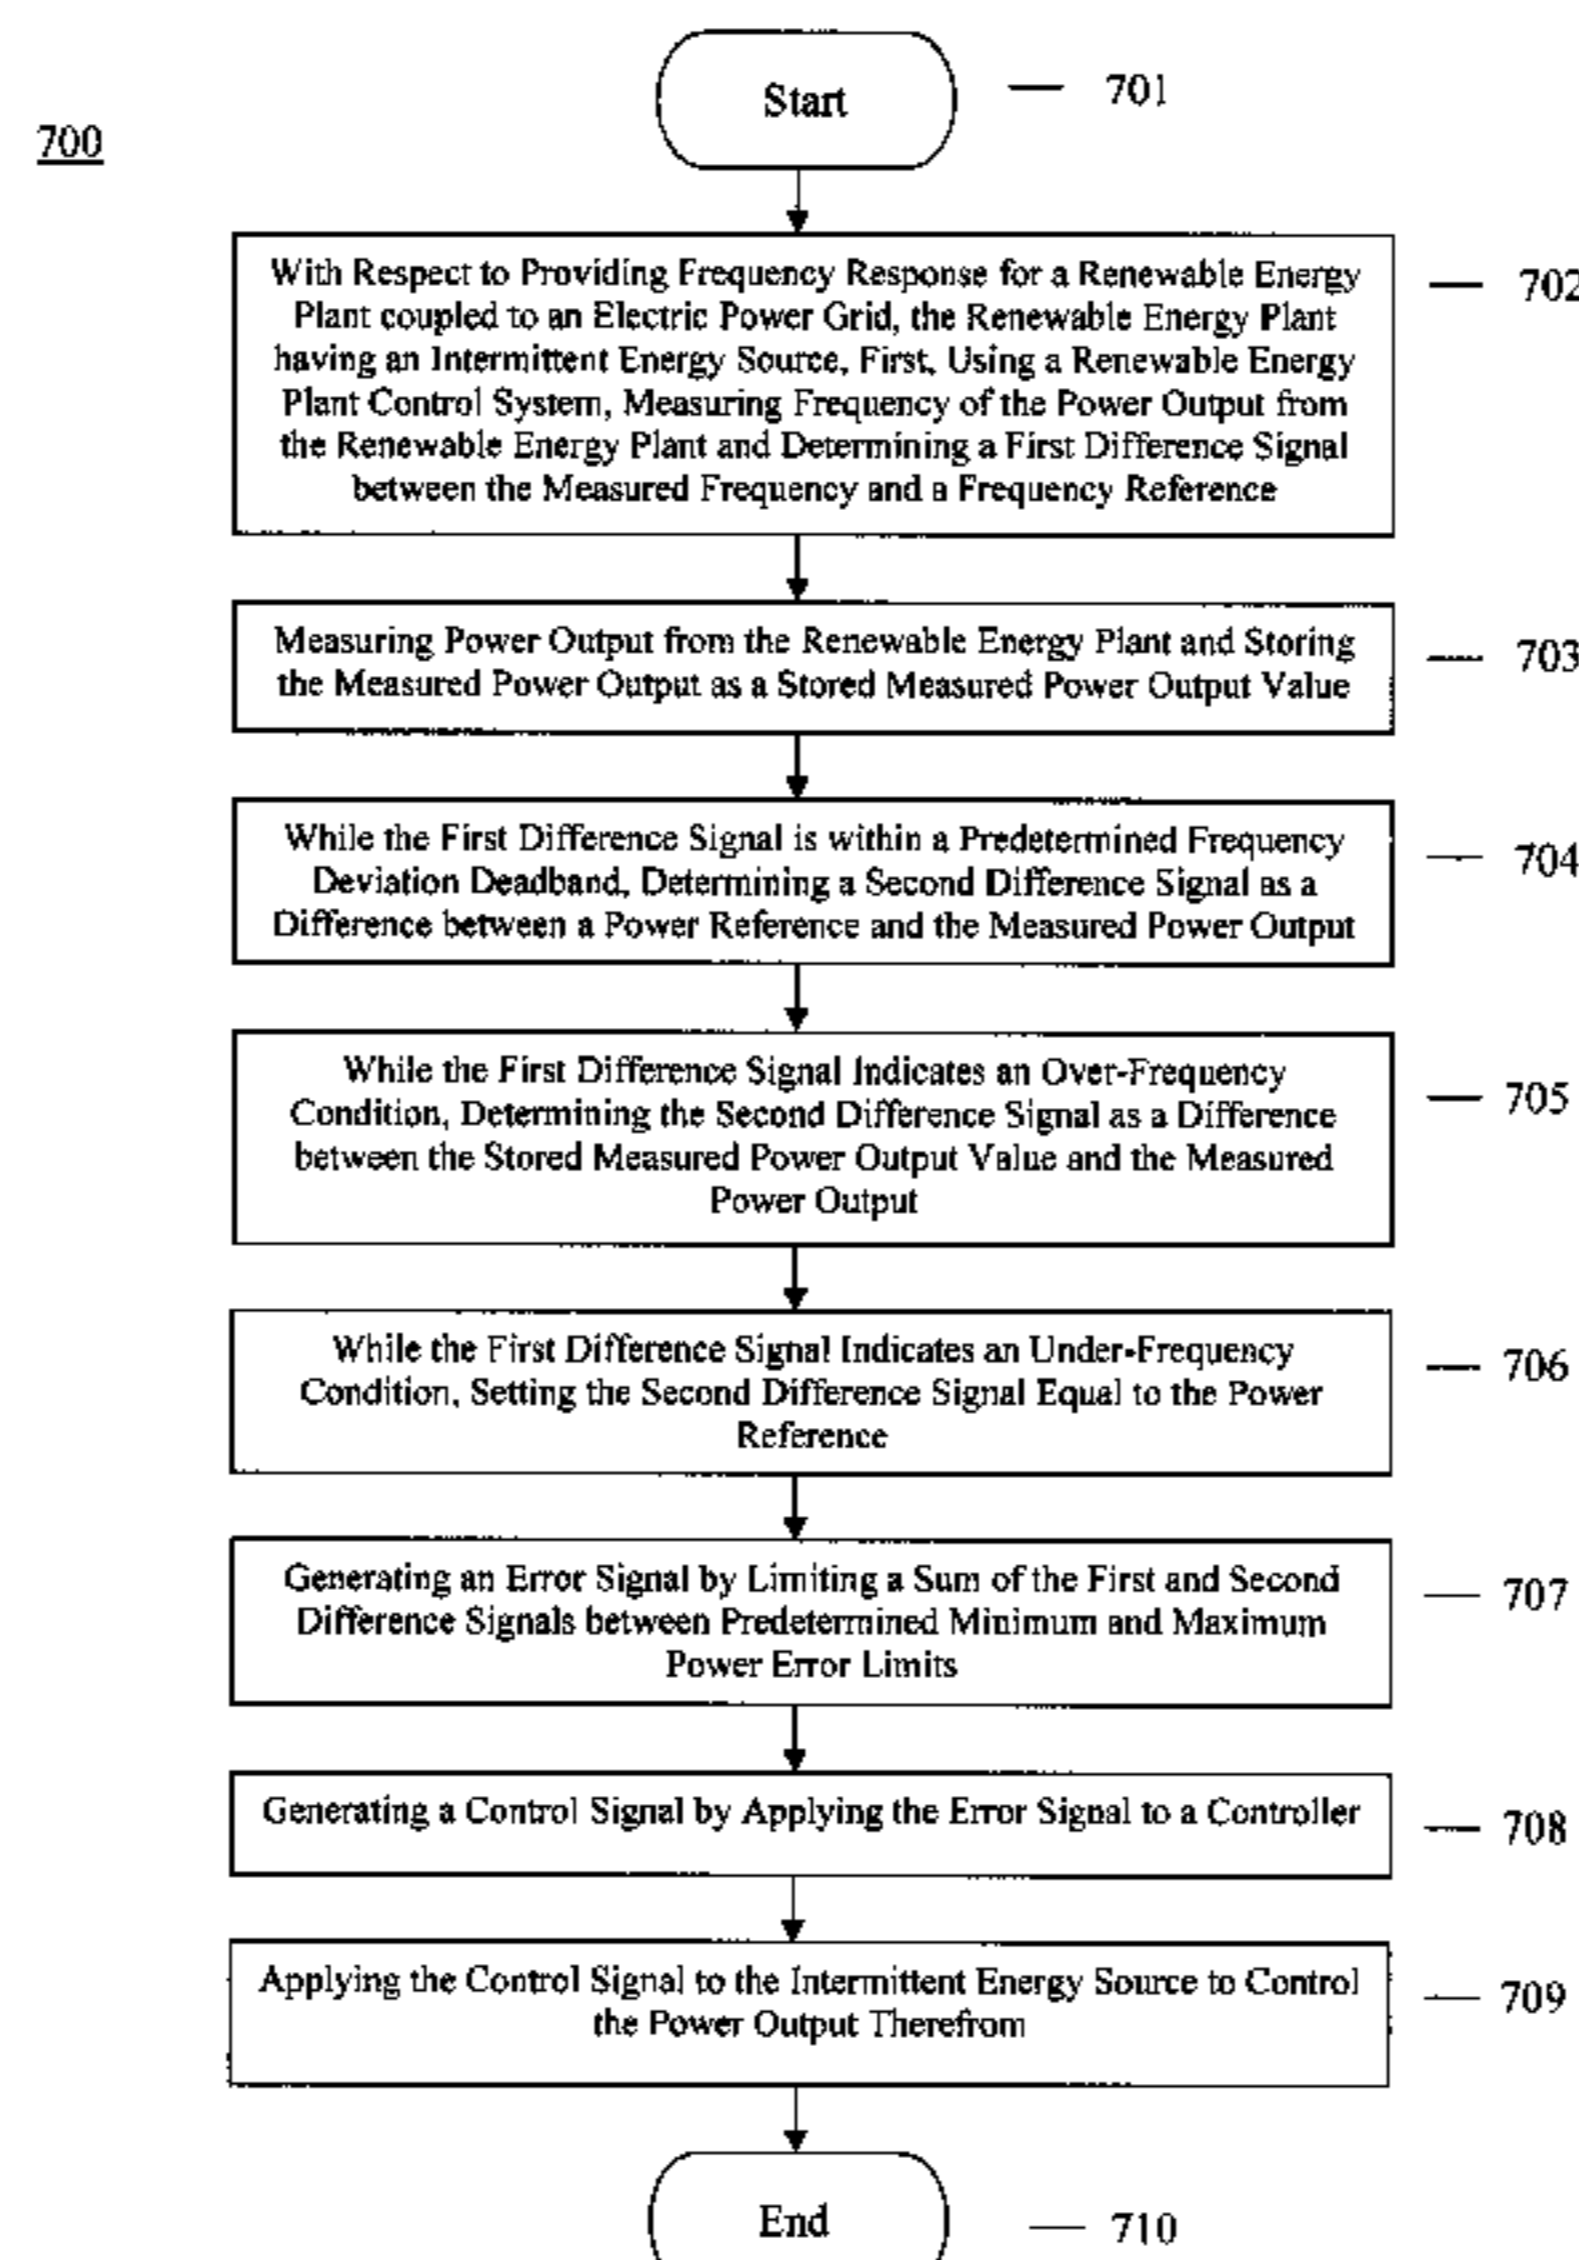 Start
701
700
With Respect to Providing Frequency Response for a Renewable Energy
Plant coupled to an Electric Power Grid, the Renewable Energy Plant
having an Intermittent Energy Source, First, Using a Renewable Energy
Plant Control System, Measuring Frequency of the Power Output from
the Renewable Energy Plant and Determining a First Difference Signal
between the Measured Frequency and a Frequency Reference
702
Measuring Power Output from the Renewable Energy Plant and Storing
the Measured Power Output as a Stored Measured Power Output Value
703
While the First Difference Signal is within a Predetermined Frequency
Deviation Deadband, Determining a Second Difference Signal as a
Difference between a Power Reference and the Measured Power Output
704
While the First Difference Signal Indicates an Over-Frequency
Condition, Determining the Second Difference Signal as a Difference
between the Stored Measured Power Output Value and the Measured
Power Output
705
While the First Difference Signal Indicates an Under-Frequency
Condition, Setting the Second Difference Signal Equal to the Power
Reference
706
Generating an Error Signal by Limiting a Sum of the First and Second
Difference Signals between Predetermined Minimum and Maximum
Power Error Limits
707
Generating a Control Signal by Applying the Error Signal to a Controller
708
Applying the Control Signal to the Intermittent Energy Source to Control
the Power Output Therefrom
709
End
710